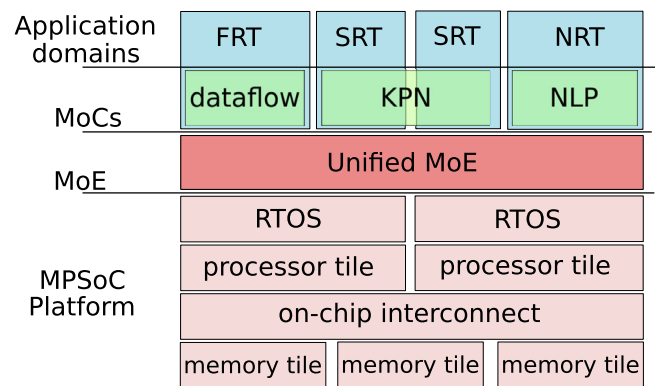 Application
domains
FRT
SRT
SRT
NRT
MoCs
dataflow
KPN
NLP
MoE
Unified MoE
MPSoC
Platform
RTOS
RTOS
processor tile
processor tile
on-chip interconnect
memory tile
memory tile
memory tile